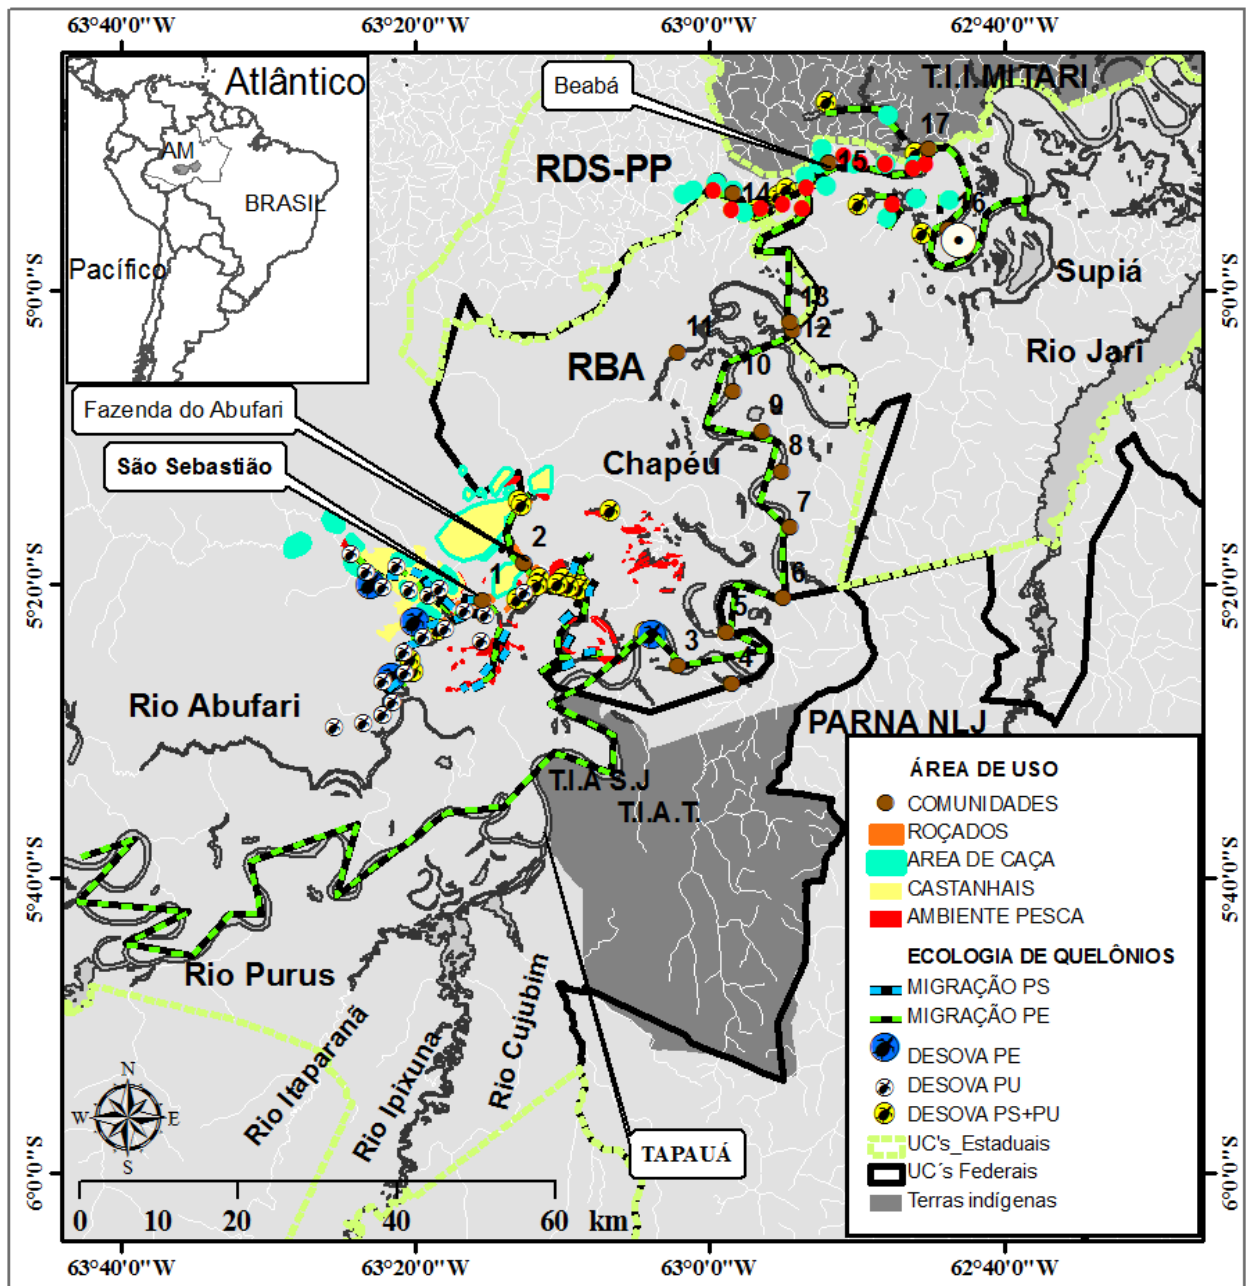 63°40'0"W 63°20'0"W 63°0'0"W 62°40'0"W
Atlântico
AM
BRASIL
Pacífico
Beabá
T.I.I.MITARI
17
15
RDS-PP
14
16
Supiá
5°0'0"S 5°0'0"S
13
12
11
Rio Jari
RBA
10
Fazenda do Abufari
9
8
São Sebastião
Chapéu
7
2
1
6
5°20'0"S 5°20'0"S
5
3
4
Rio Abufari
PARNA NLJ
T.I.A S.J
T.I.A.T.
5°40'0"S 5°40'0"S
Rio Purus
Rio Itaparanã
Rio Ipixuna
Rio Cujubim
TAPAUÁ
N
W E
S
6°0'0"S 6°0'0"S
0 10 20 40 60 km
ÁREA DE USO
COMUNIDADES
ROÇADOS
AREA DE CAÇA
CASTANHAIS
AMBIENTE PESCA
ECOLOGIA DE QUELÔNIOS
MIGRAÇÃO PS
MIGRAÇÃO PE
DESOVA PE
DESOVA PU
DESOVA PS+PU
UC's_Estaduais
UC´s Federais
Terras indígenas
63°40'0"W 63°20'0"W 63°0'0"W 62°40'0"W